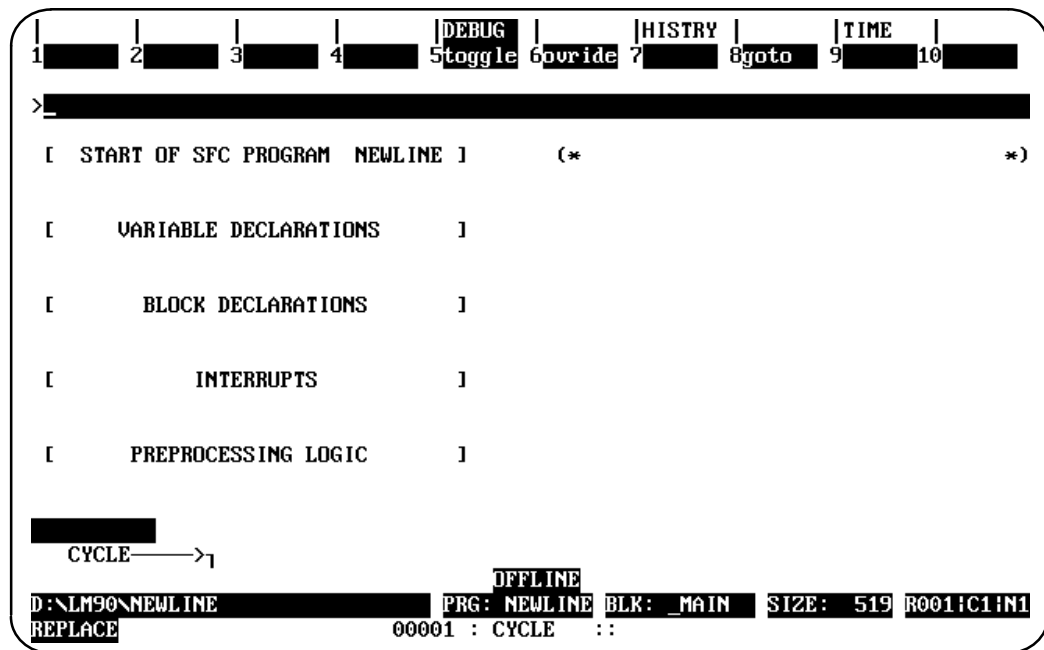 |        |        |        |        |DEBUG   |        |HISTRY |        |TIME    |
1        2        3        4        5toggle 6ovride 7        8goto   9        10
>_
[  START OF SFC PROGRAM  NEWLINE ]       (*                                  *)
[     VARIABLE DECLARATIONS      ]
[       BLOCK DECLARATIONS       ]
[           INTERRUPTS           ]
[      PREPROCESSING LOGIC       ]
CYCLE────>┐
OFFLINE
D:\LM90\NEWLINE                  PRG: NEWLINE BLK: _MAIN   SIZE:   519 R001¦C1¦N1
REPLACE                      00001 : CYCLE   ::